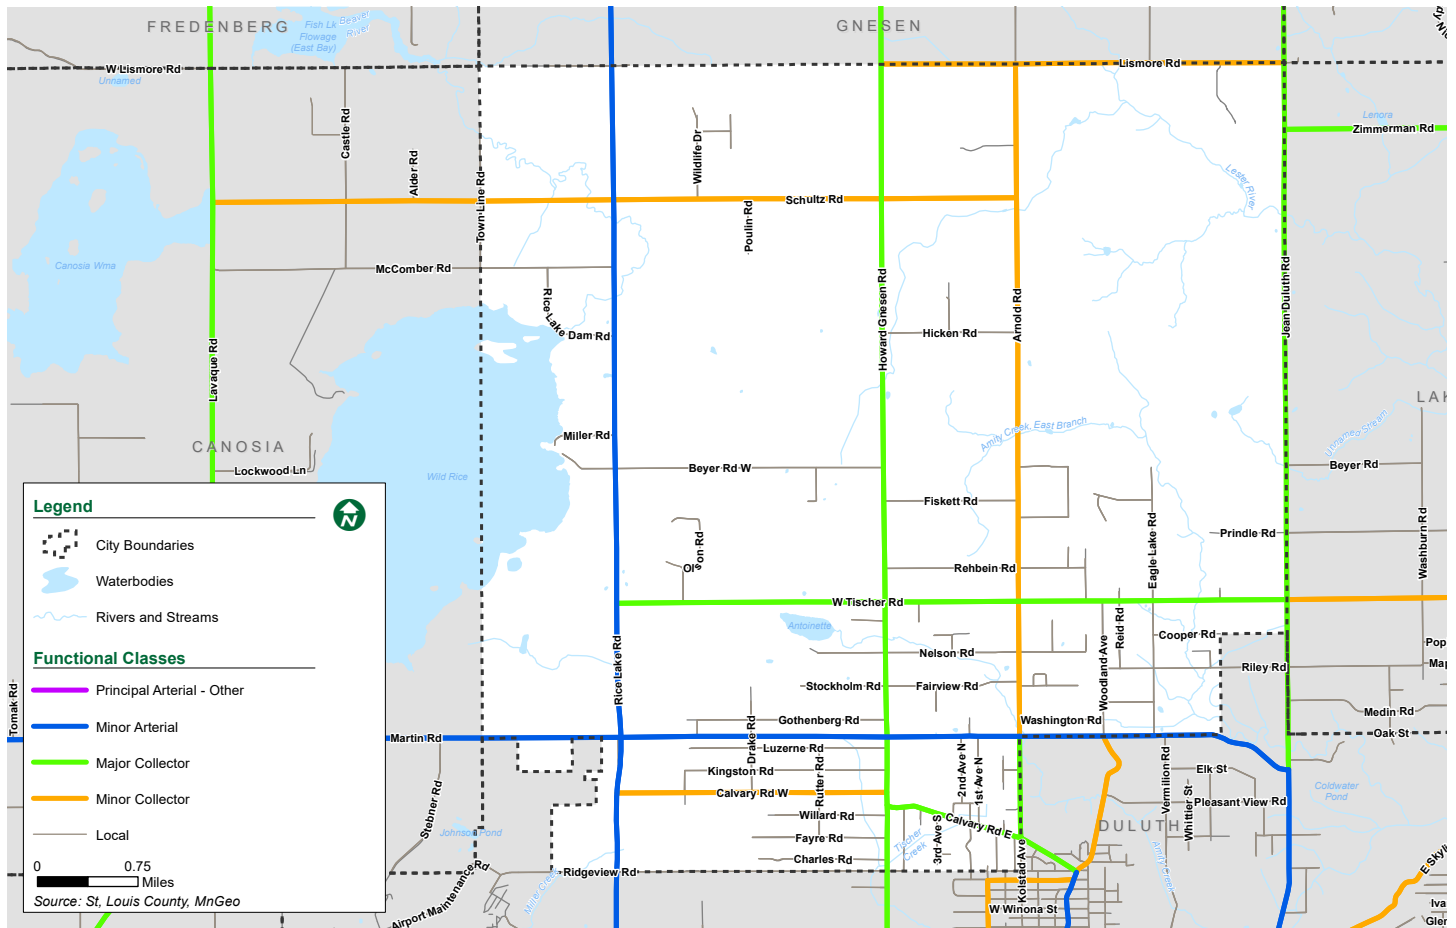 FREDENBERG
Fish Lk
Flowage
(East Bay)
Beaver
River
GNESEN
W Lismore Rd
Unnamed
Lismore Rd
Lenora
Zimmerman Rd
Castle Rd
Alder Rd
Wildlife Dr
Town Line Rd
Lester
River
Schultz Rd
Poulin Rd
Canosia Wma
McComber Rd
Rice Lake Dam Rd
Howard Gnesen Rd
Arnold Rd
Jean Duluth Rd
Hicken Rd
Lavaque Rd
LAK
CANOSIA
Miller Rd
Amity Creek East Branch
Unnamed Stream
Lockwood Ln
Wild Rice
Beyer Rd W
Beyer Rd
Fiskett Rd
Eagle Lake Rd
Prindle Rd
Washburn Rd
Olson Rd
Rehbein Rd
W Tischer Rd
Antoinette
Reid Rd
Cooper Rd
Pop
Nelson Rd
Woodland Ave
Riley Rd
Map
Rice Lake Rd
Stockholm Rd
Fairview Rd
Tomak Rd
Gothenberg Rd
Washington Rd
Medin Rd
Oak St
Martin Rd
Drake Rd
Luzerne Rd
2nd Ave N
1st Ave N
Vermilion Rd
Elk St
Kingston Rd
Rutter Rd
Calvary Rd W
Whittier St
Pleasant View Rd
Coldwater
Pond
Stebner Rd
Willard Rd
Calvary Rd E
DULUTH
Johnson Pond
Fayre Rd
Tischer
Creek
3rd Ave S
Charles Rd
Kolstad Ave
Amity Creek
Airport Maintenance Rd
Ridgeview Rd
Miller Creek
W Winona St
E Skyli
Iva
Glen
Legend
N
City Boundaries
Waterbodies
Rivers and Streams
Functional Classes
Principal Arterial - Other
Minor Arterial
Major Collector
Minor Collector
Local
0 0.75
Miles
Source: St, Louis County, MnGeo